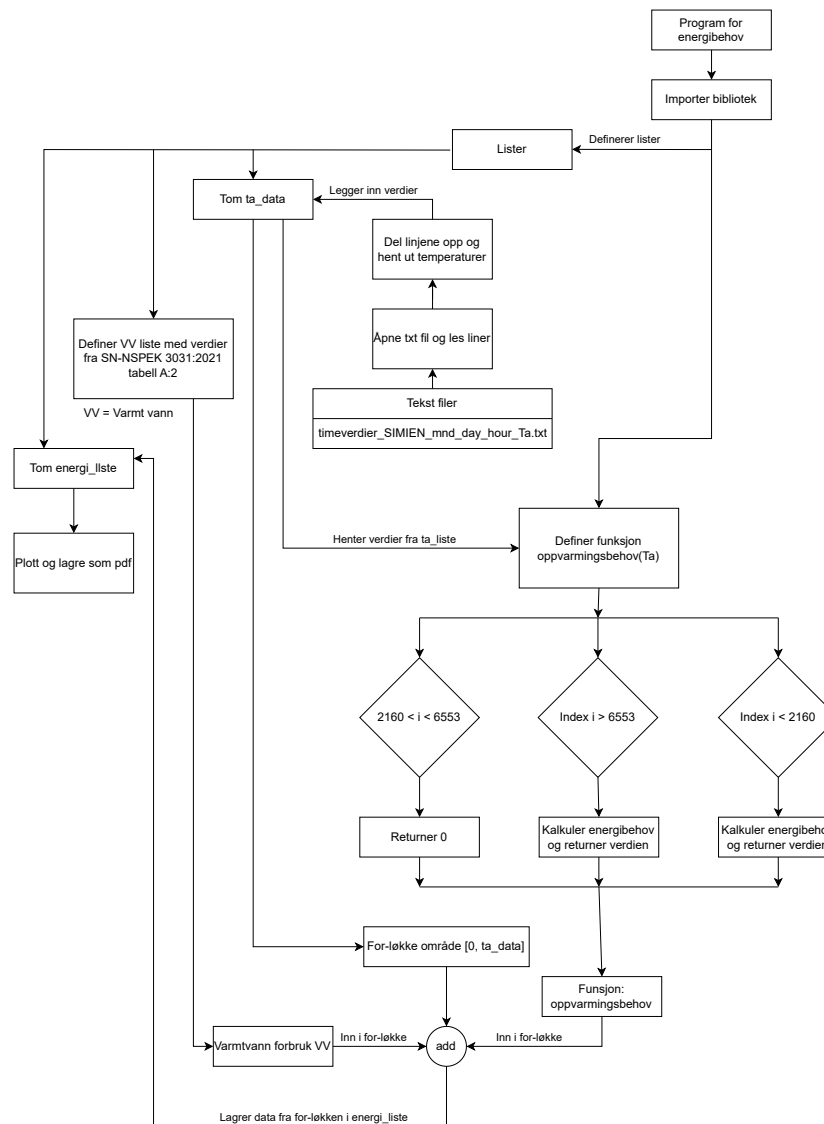 Program for
energibehov
Importer bibliotek
Definerer lister
Lister
Legger inn verdier
Tom ta_data
Del linjene opp og
hent ut temperaturer
Åpne txt fil og les liner
Definer VV liste med verdier
fra SN-NSPEK 3031:2021
tabell A:2
VV = Varmt vann
Tekst filer
timeverdier_SIMIEN_mnd_day_hour_Ta.txt
Tom energi_lIste
Plott og lagre som pdf
Henter verdier fra ta_liste
Definer funksjon
oppvarmingsbehov(Ta)
2160 < i < 6553
Index i > 6553
Index i < 2160
Returner 0
Kalkuler energibehov
og returner verdien
Kalkuler energibeho
og returner verdien
For-løkke område [0, ta_data]
Funsjon:
oppvarmingsbehov
Varmtvann forbruk VV
Inn i for-løkke
add
Inn i for-løkke
Lagrer data fra for-løkken i energi_liste